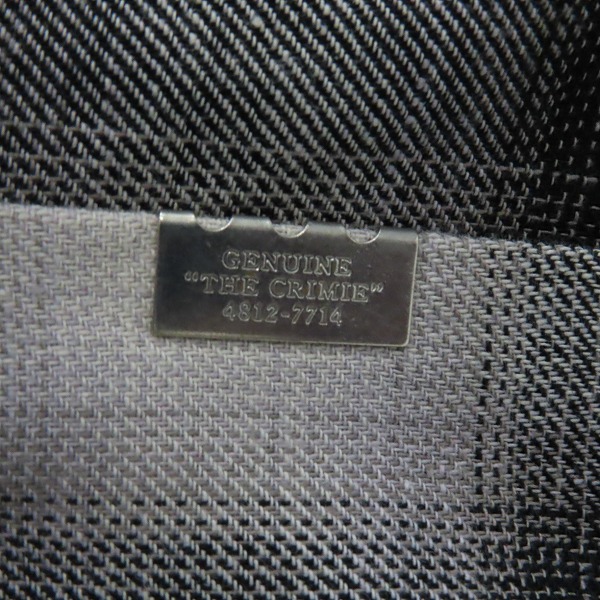 GENUINE
"THE CRIMIE"
4812-7714